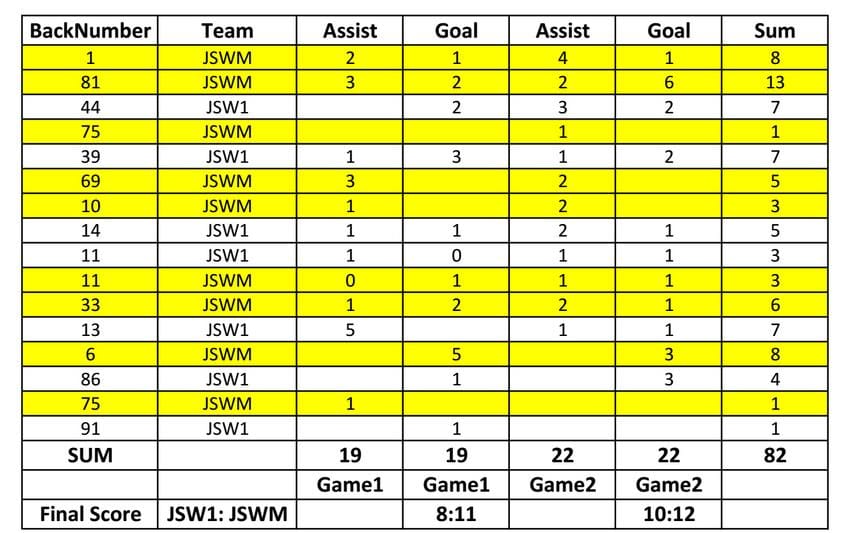 BackNumber Team Assist Goal Assist Goal Sum
1 JSWM 2 1 4 1 8
81 JSWM 3 2 2 6 13
44 JSW1 2 3 2 7
75 JSWM 1 1
39 JSW1 1 3 1 2 7
69 JSWM 3 2 5
10 JSWM 1 2 3
14 JSW1 1 1 2 1 5
11 JSW1 1 0 1 1 3
11 JSWM 0 1 1 1 3
33 JSWM 1 2 2 1 6
13 JSW1 5 1 1 7
6 JSWM 5 3 8
86 JSW1 1 3 4
75 JSWM 1 1
91 JSW1 1 1
SUM 19 19 22 22 82
Game1 Game1 Game2 Game2
Final Score JSW1: JSWM 8:11 10:12